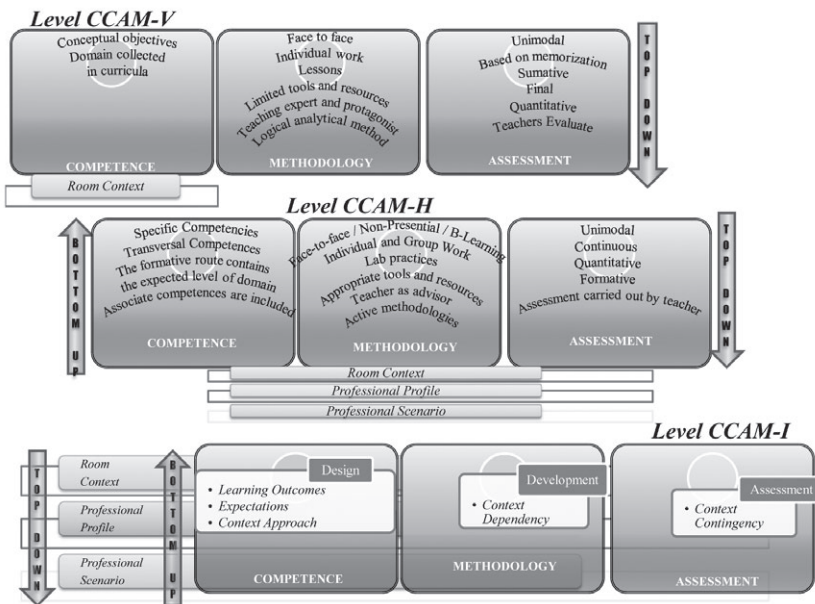 Level CCAM-V
Conceptual objectives
Domain collected
in curricula
COMPETENCE
Face to face
Individual work
Lessons
Limited tools and resources
Teaching expert and protagonist
Logical analytical method
METHODOLOGY
Unimodal
Based on memorization
Sumative
Final
Quantitative
Teachers Evaluate
ASSESSMENT
TOP DOWN
Room Context
Level CCAM-H
BOTTOM UP
Specific Competencies
Transversal Competences
The formative route contains
the expected level of domain
Associate competences are included
COMPETENCE
Face-to-face / Non-Presential / B-Learning
Individual and Group Work
Lab practices
Appropriate tools and resources
Teacher as advisor
Active methodologies
METHODOLOGY
Unimodal
Continuous
Quantitative
Formative
Assessment carried out by teacher
ASSESSMENT
TOP DOWN
Room Context
Professional Profile
Professional Scenario
Level CCAM-I
TOP DOWN
Room
Context
Professional
Profile
Professional
Scenario
BOTTOM UP
Design
• Learning Outcomes
• Expectations
• Context Approach
COMPETENCE
Development
• Context
Dependency
METHODOLOGY
Assessment
• Context
Contingency
ASSESSMENT